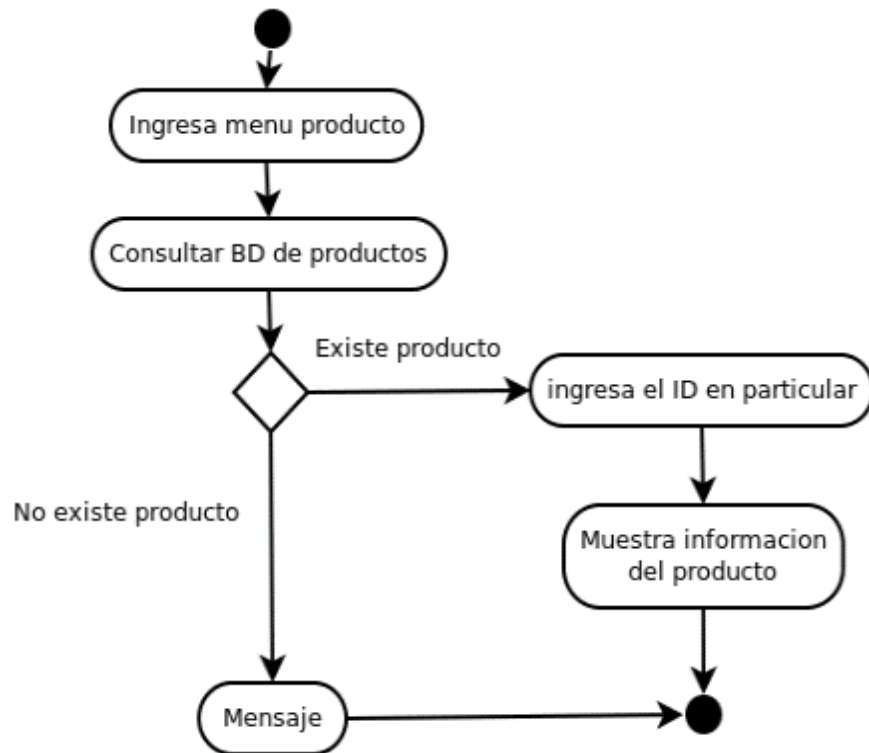 Ingresa menu producto
Consultar BD de productos
Existe producto
ingresa el ID en particular
No existe producto
Muestra informacion
del producto
Mensaje